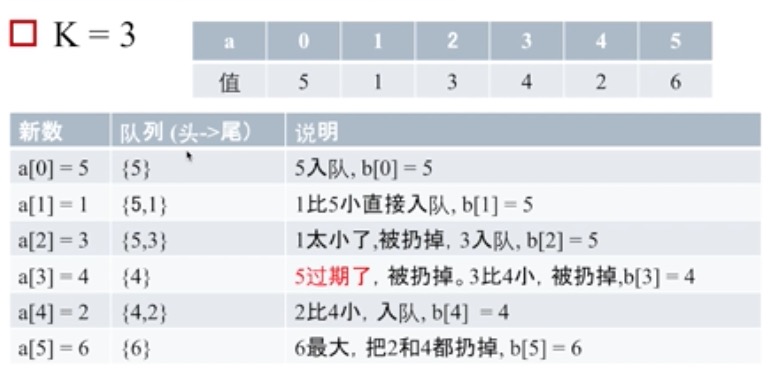 K = 3
a 0 1 2 3 4 5
值 5 1 3 4 2 6
新数 队列 (头->尾) 说明
a[0] = 5 {5} 5入队, b[0] = 5
a[1] = 1 {5,1} 1比5小直接入队, b[1] = 5
a[2] = 3 {5,3} 1太小了,被扔掉, 3入队, b[2] = 5
a[3] = 4 {4} 5过期了, 被扔掉。3比4小, 被扔掉,b[3] = 4
a[4] = 2 {4,2} 2比4小, 入队, b[4] = 4
a[5] = 6 {6} 6最大, 把2和4都扔掉, b[5] = 6